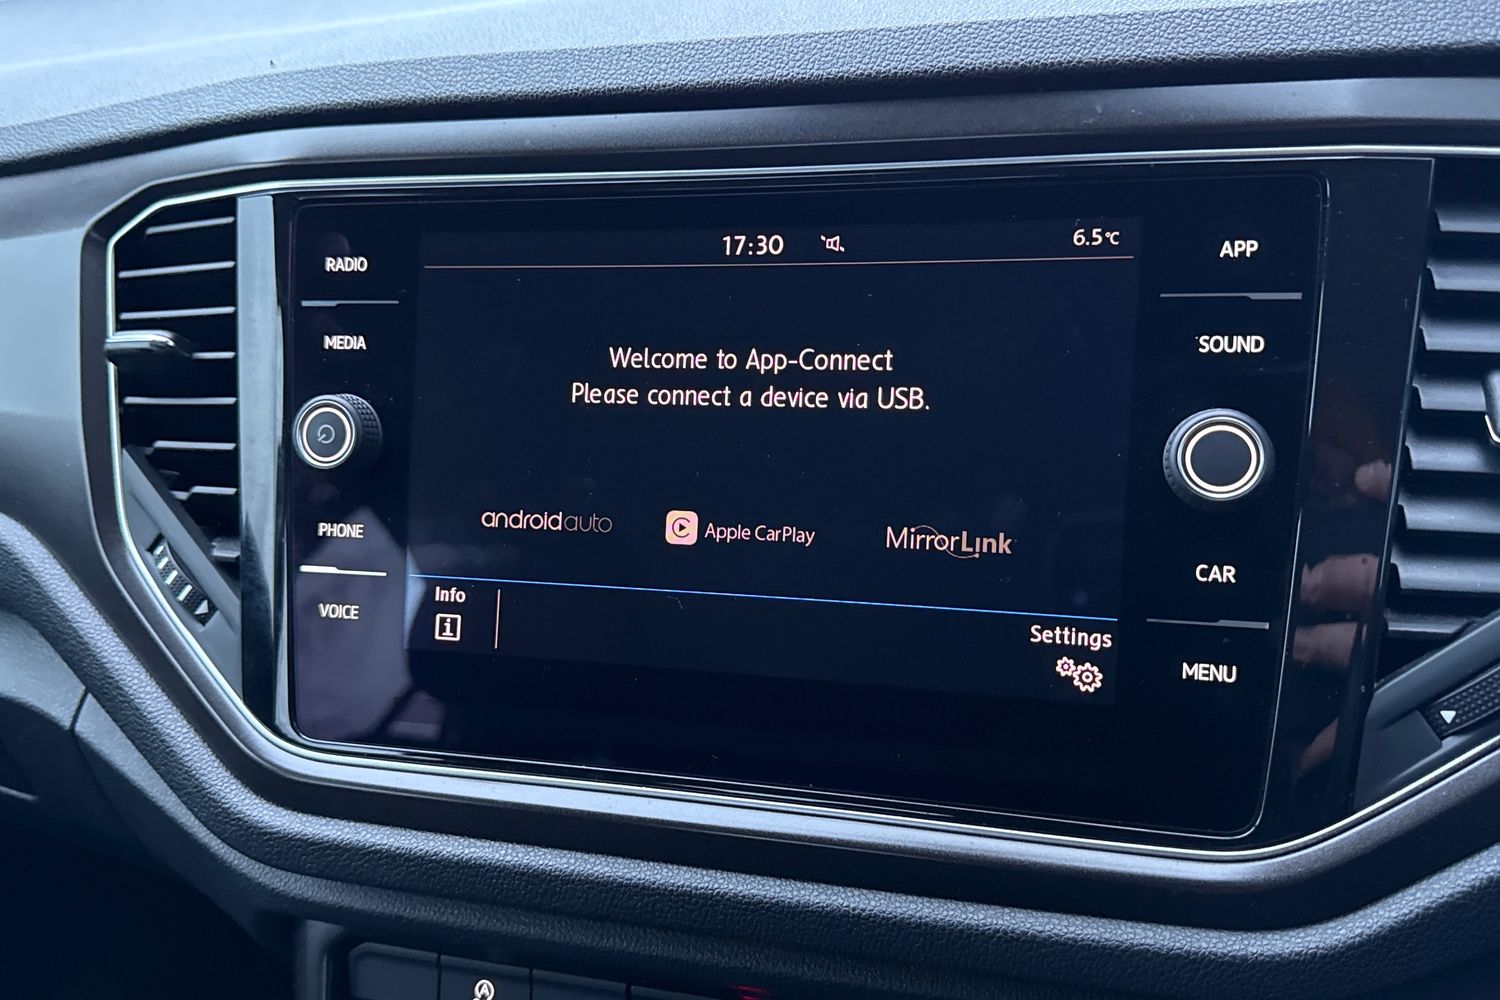 17:30
6.5°C
RADIO
MEDIA
PHONE
VOICE
Welcome to App-Connect
Please connect a device via USB.
androidauto
Apple CarPlay
MirrorLink
Info
i
Settings
APP
SOUND
CAR
MENU
A